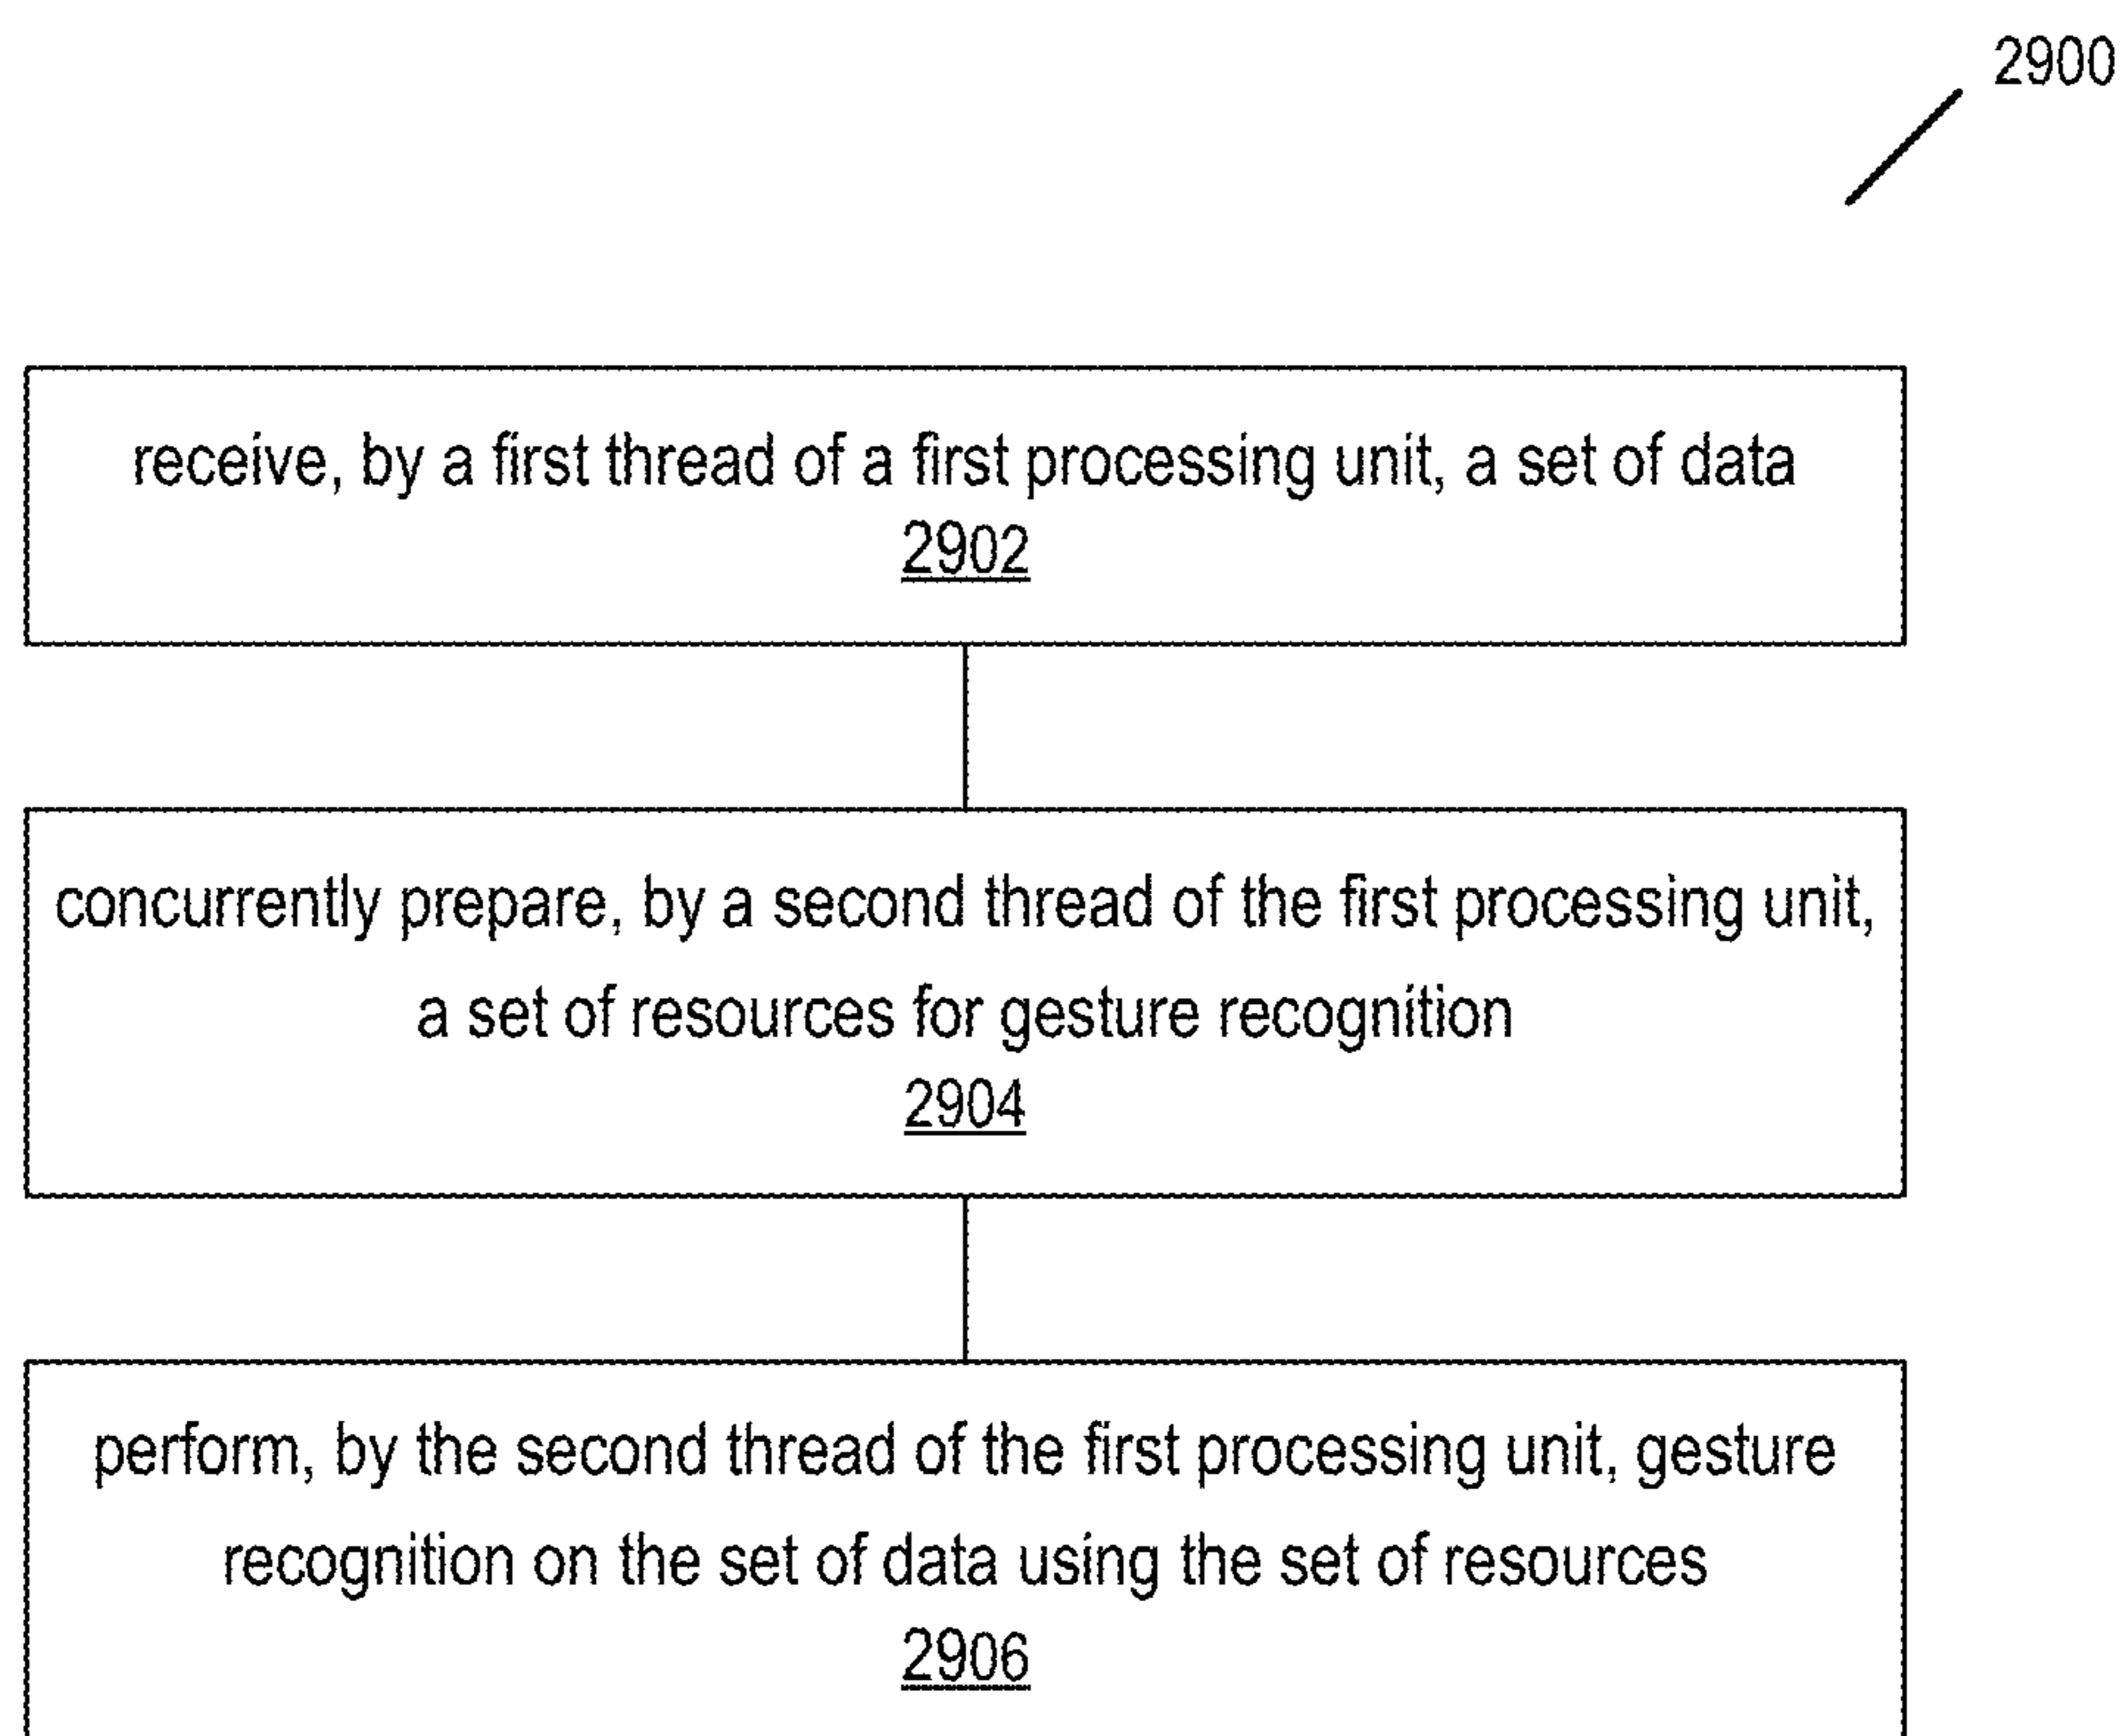 2900
receive, by a first thread of a first processing unit, a set of data
2902
concurrently prepare, by a second thread of the first processing unit,
a set of resources for gesture recognition
2904
perform, by the second thread of the first processing unit, gesture
recognition on the set of data using the set of resources
2906